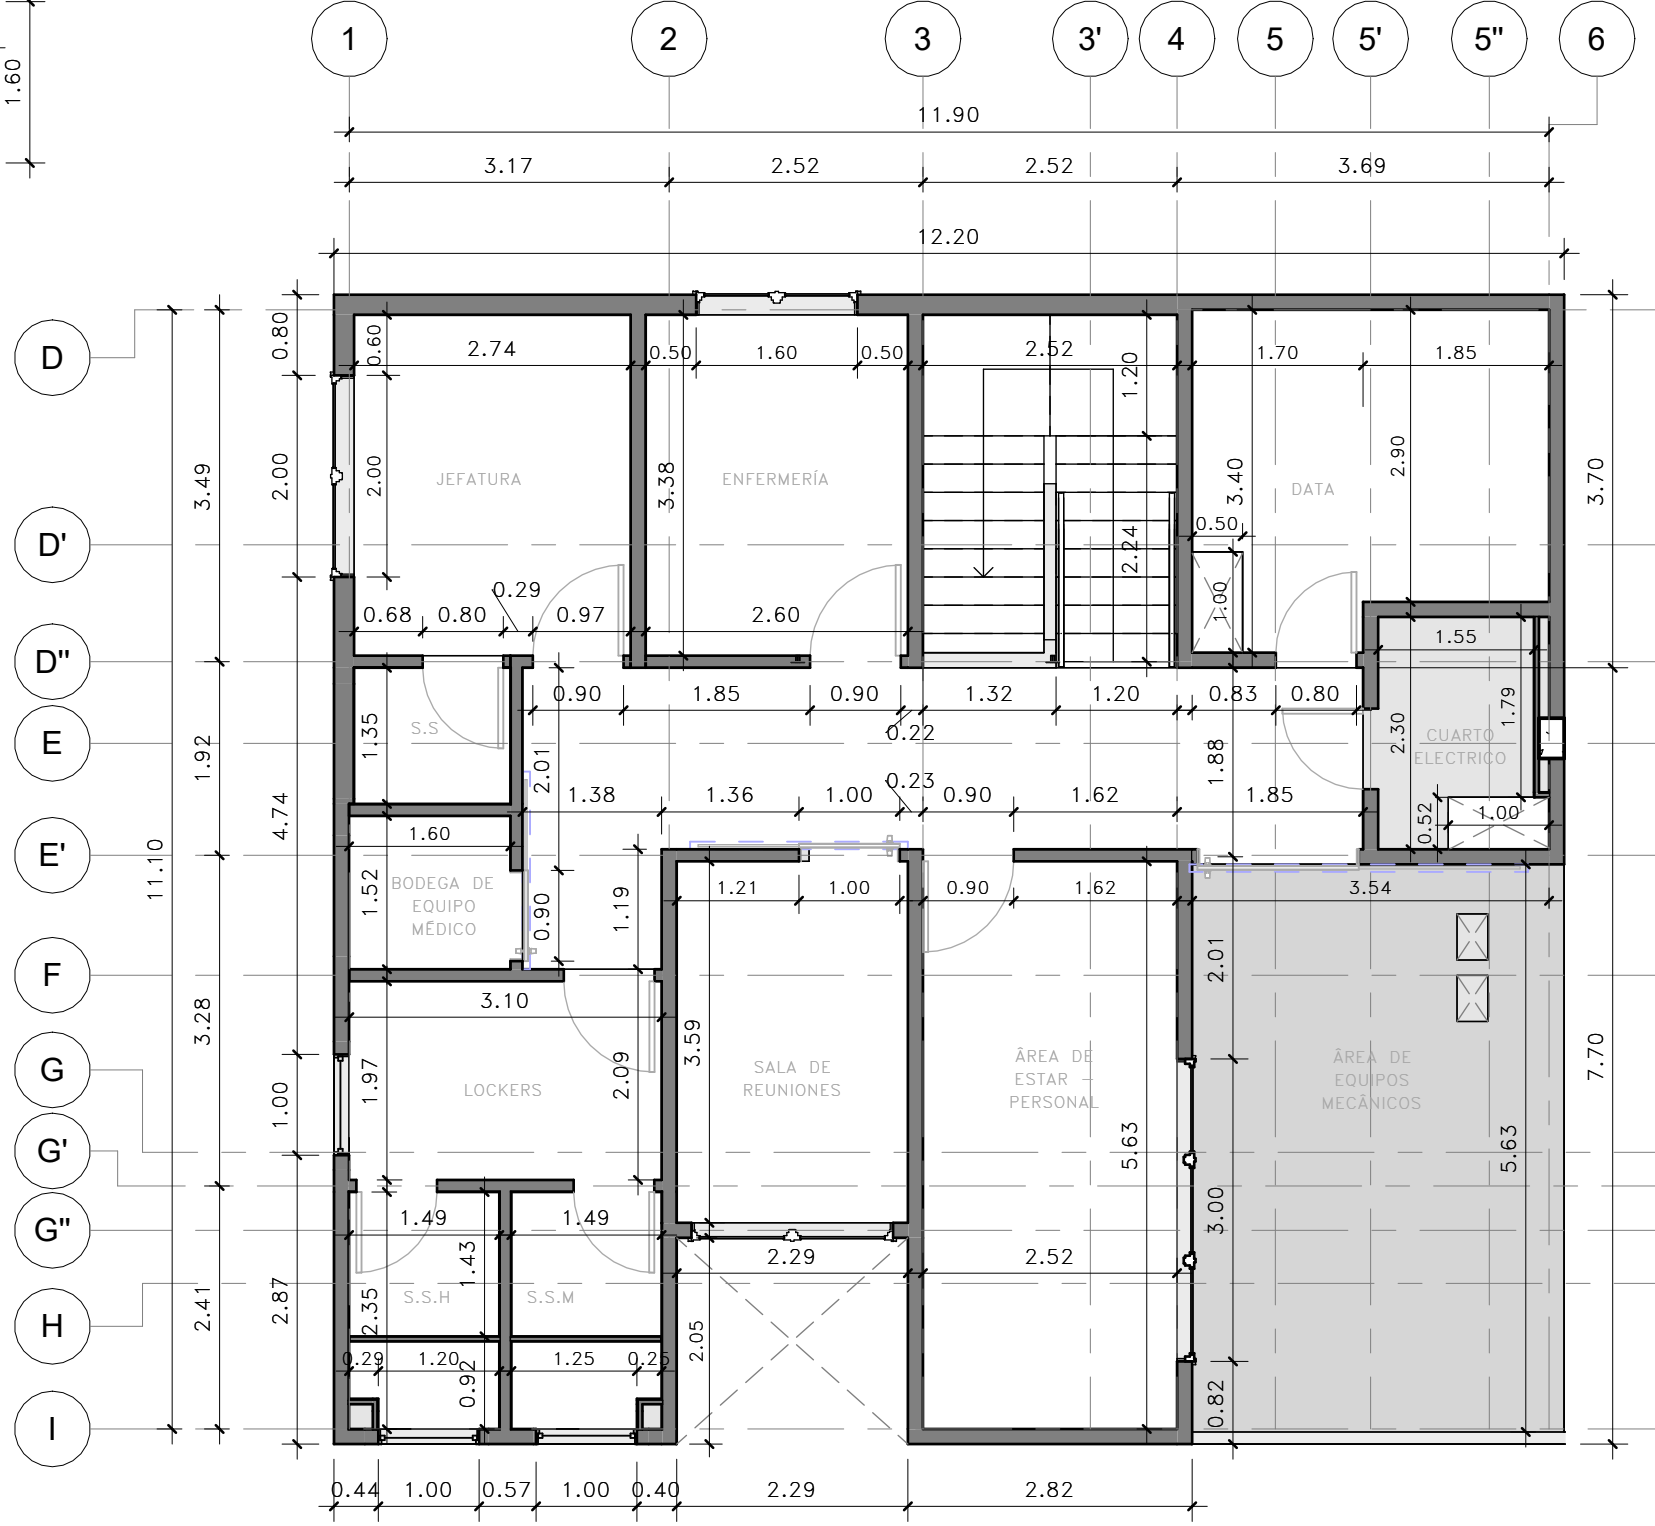 1 2 3 3' 4 5 5' 5" 6
1.60
11.90
3.17 2.52 2.52 3.69
12.20
D
0.80 0.60 2.74 0.50 1.60 0.50 2.52 1.20 1.70 1.85
3.49 2.00 2.00 3.38 3.40 2.90 3.70
JEFATURA ENFERMERÍA DATA
D'
0.50 2.24 1.00
0.29
0.68 0.80 0.97 2.60
D"
1.55
0.90 1.85 0.90 1.32 1.20 0.83 0.80
0.22
E
1.92 1.35 2.01 1.88 2.30 1.79
S.S
CUARTO
ELECTRICO
0.23
1.38 1.36 1.00 0.90 1.62 1.85
0.52 1.00
4.74
1.60
E'
11.10
1.52 0.90 1.19
BODEGA DE
EQUIPO
MÉDICO
1.21 1.00 0.90 1.62 3.54
2.01
F
3.28
3.10
1.00 1.97 2.09 3.59
G
LOCKERS
SALA DE
REUNIONES
ÂREA DE
ESTAR –
PERSONAL
ÂREA DE
EQUIPOS
MECÂNICOS
7.70
5.63 5.63
G'
3.00
G"
1.49 1.49
1.43
2.29 2.52
2.41 2.87 2.35
S.S.H S.S.M
H
2.05
0.29 1.20 1.25 0.25
0.92 0.82
I
0.44 1.00 0.57 1.00 0.40 2.29 2.82